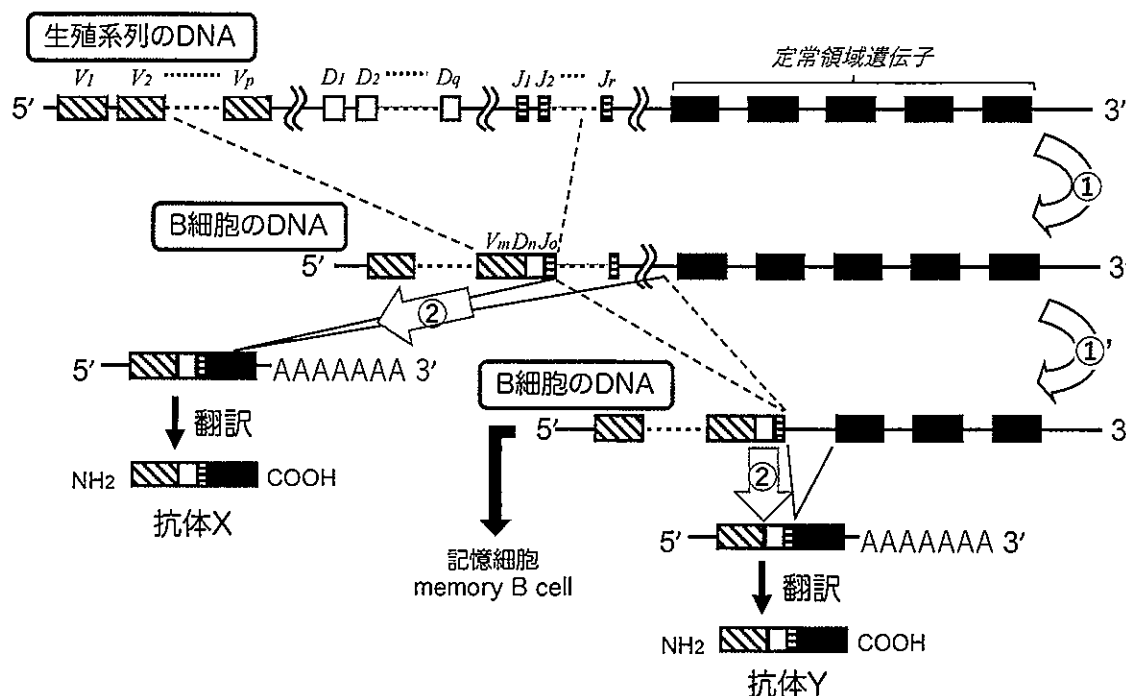 生殖系列のDNA
定常領域遺伝子
V1 V2 Vp D1 D2 Dq J1 J2 Jr
5' 3'
①
B細胞のDNA
VmDnJo
5' 3'
②
①'
5' AAAAAAA 3'
B細胞のDNA
翻訳
5' 3
NH2 COOH
②
抗体X
5' AAAAAAA 3'
記憶細胞
memory B cell
翻訳
NH2 COOH
抗体Y